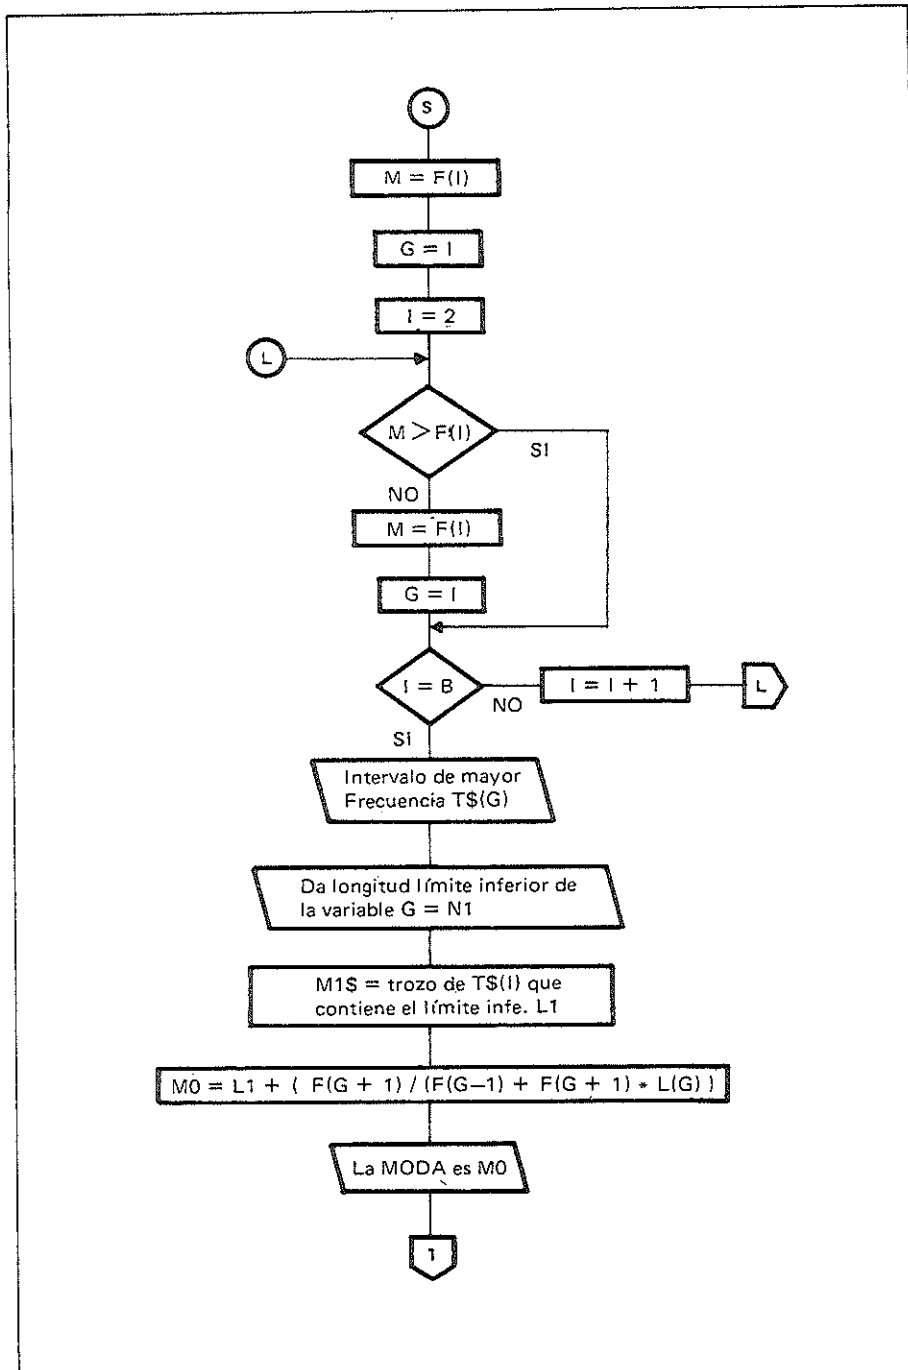 S
M = F(I)
G = I
I = 2
L
M > F(I)
SI
NO
M = F(I)
G = I
I = B
NO
I = I + 1
L
SI
Intervalo de mayor
Frecuencia T$(G)
Da longitud límite inferior de
la variable G = N1
M1$ = trozo de T$(I) que
contiene el límite infe. L1
M0 = L1 + ( F(G + 1) / (F(G−1) + F(G + 1) * L(G) )
La MODA es M0
1